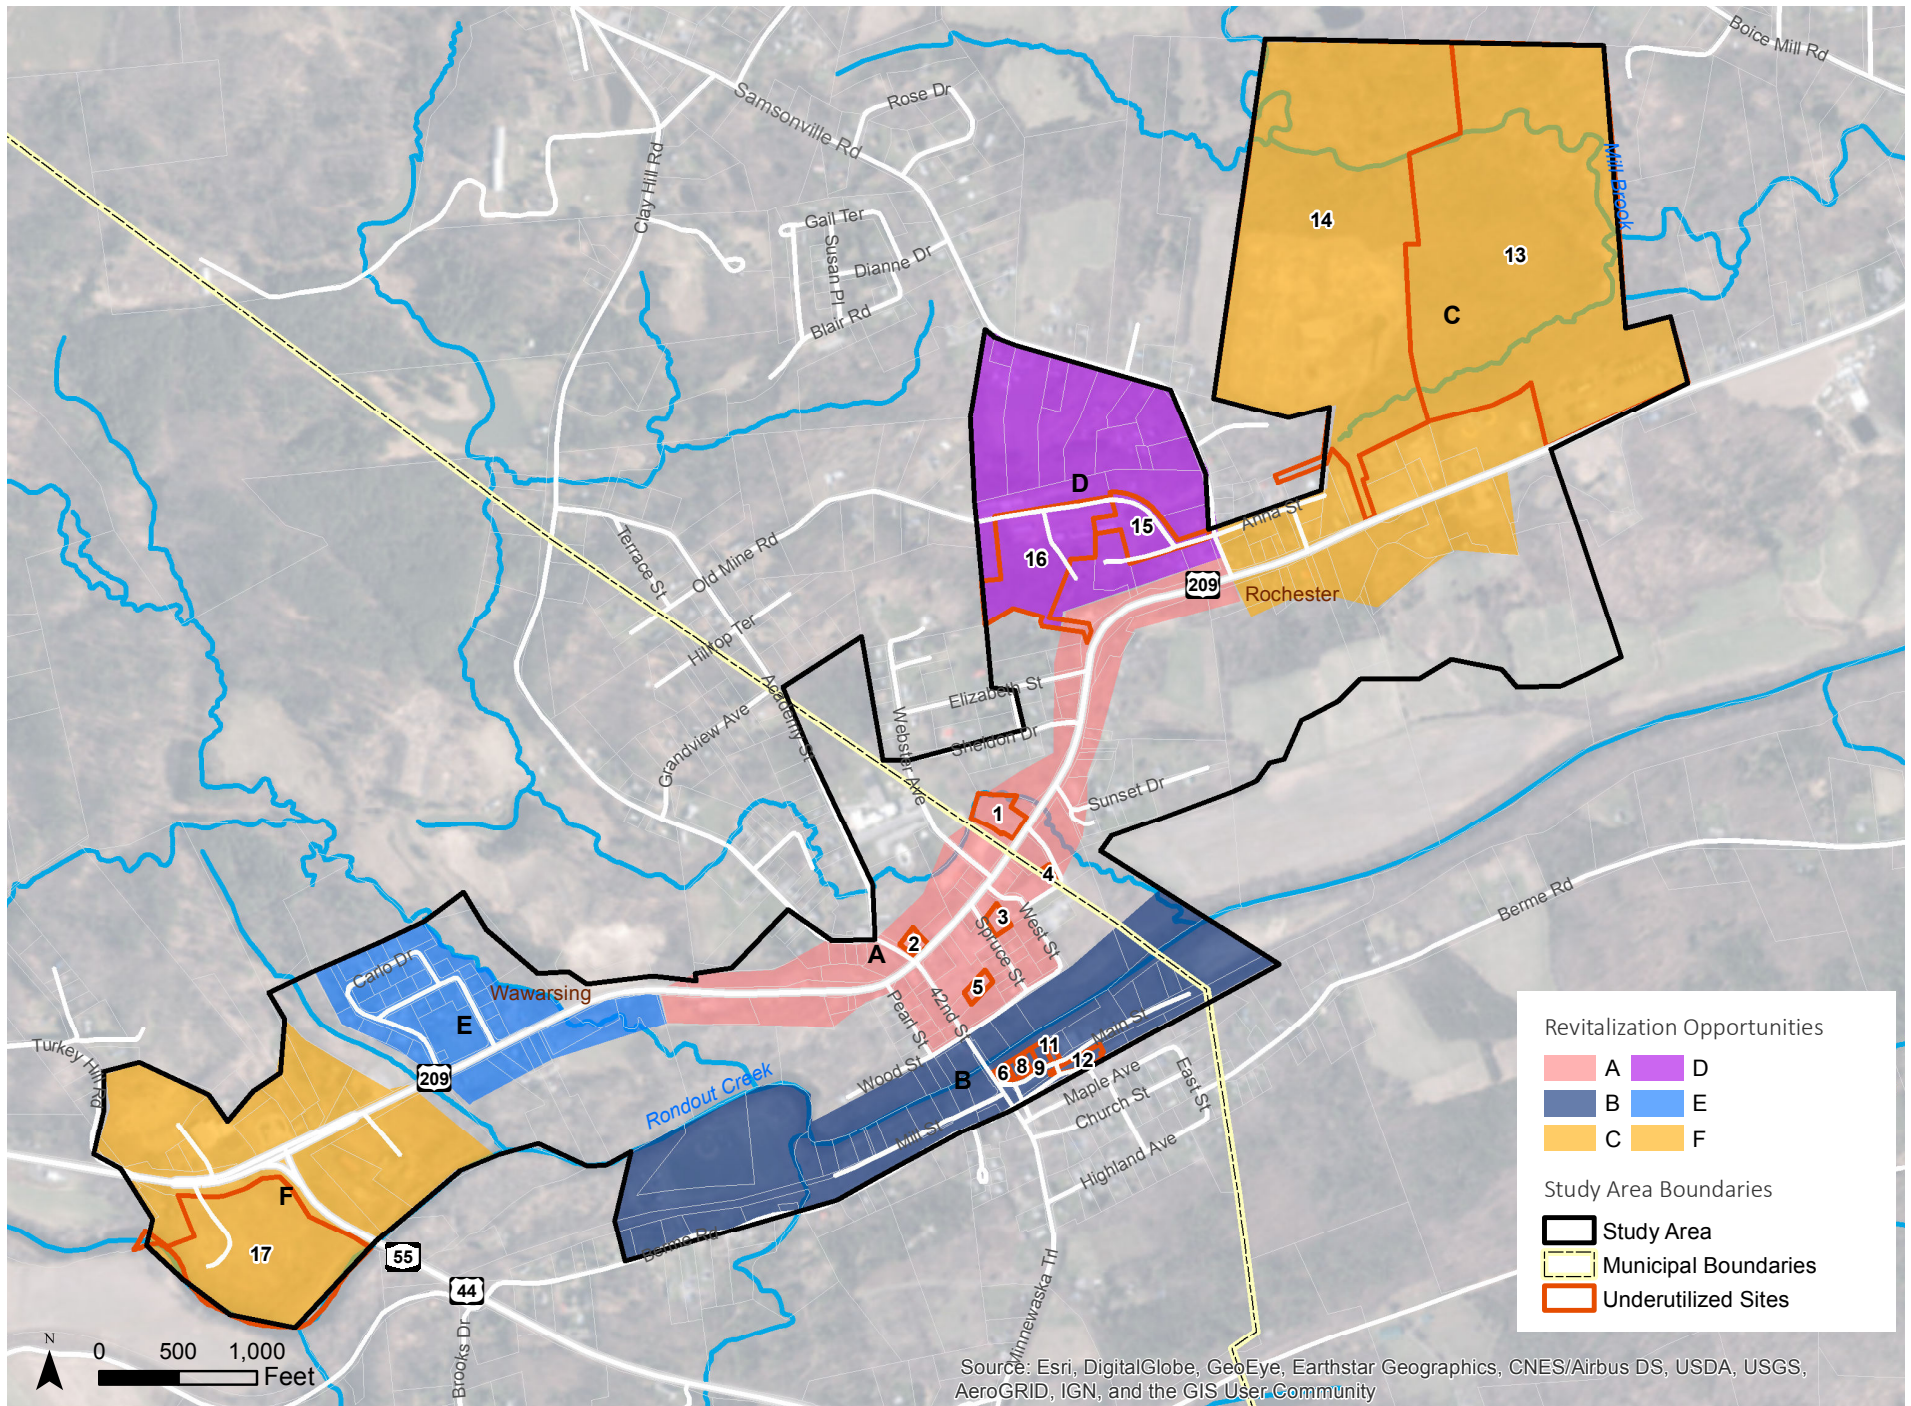 Boice Mill Rd
Rose Dr
Samsonville Rd
Clay Hill Rd
Mill Brook
Gail Ter
Susan Pl
Dianne Dr
Blair Rd
14
13
C
D
15
16
Anna St
209
Rochester
Terrace St
Old Mine Rd
Hilltop Ter
Academy St
Grandview Ave
Elizabeth St
Webster Ave
Sheldon Dr
Sunset Dr
1
4
3
2
West St
Spruce St
A
5
Berme Rd
Carlo Dr
Wawarsing
E
Pearl St
42nd St
Main St
11
6
8
9
12
B
Wood St
Maple Ave
Church St
East St
Turkey Hill Rd
209
Rondout Creek
Mill St
Highland Ave
F
17
55
44
Berme Rd
Minnewaska Trl
Brooks Dr
Revitalization Opportunities
A D
B E
C F
Study Area Boundaries
Study Area
Municipal Boundaries
Underutilized Sites
N
0 500 1,000
Feet
Source: Esri, DigitalGlobe, GeoEye, Earthstar Geographics, CNES/Airbus DS, USDA, USGS,
AeroGRID, IGN, and the GIS User Community